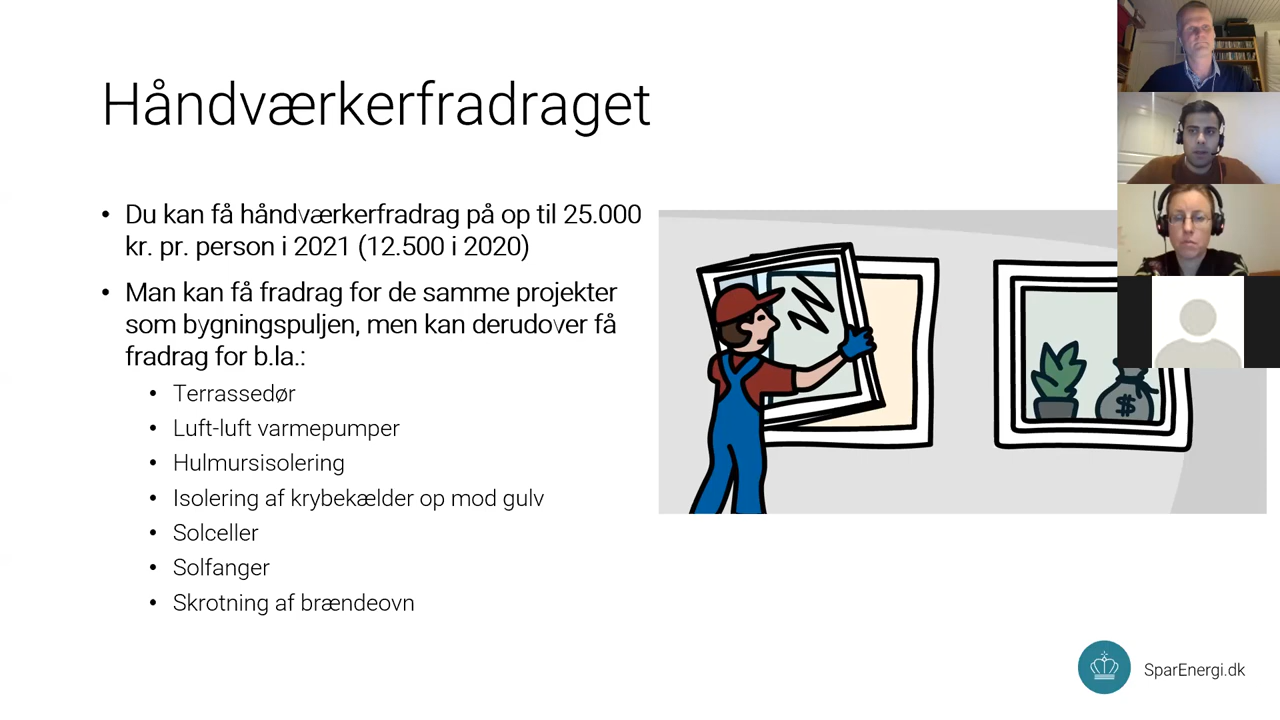 Håndværkerfradraget
• Du kan få håndværkerfradrag på op til 25.000
kr. pr. person i 2021 (12.500 i 2020)
• Man kan få fradrag for de samme projekter
som bygningspuljen, men kan derudover få
fradrag for b.la.:
• Terrassedør
• Luft-luft varmepumper
• Hulmursisolering
• Isolering af krybekælder op mod gulv
• Solceller
• Solfanger
• Skrotning af brændeovn
$
SparEnergi.dk